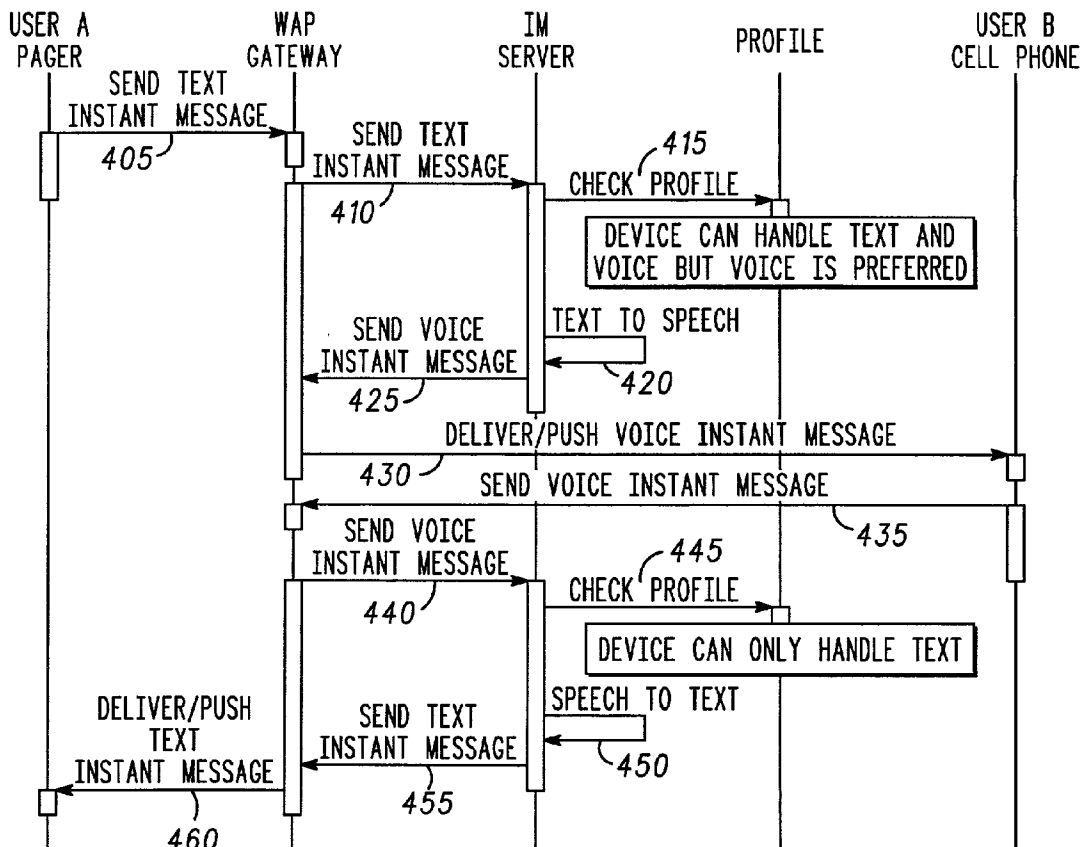 USER A
PAGER
WAP
GATEWAY
IM
SERVER
PROFILE
USER B
CELL PHONE
SEND TEXT
INSTANT MESSAGE
405
SEND TEXT
INSTANT MESSAGE
410
415
CHECK PROFILE
DEVICE CAN HANDLE TEXT AND
VOICE BUT VOICE IS PREFERRED
TEXT TO SPEECH
420
SEND VOICE
INSTANT MESSAGE
425
DELIVER/PUSH VOICE INSTANT MESSAGE
430
SEND VOICE INSTANT MESSAGE
435
SEND VOICE
INSTANT MESSAGE
440
445
CHECK PROFILE
DEVICE CAN ONLY HANDLE TEXT
SPEECH TO TEXT
450
SEND TEXT
INSTANT MESSAGE
455
DELIVER/PUSH
TEXT
INSTANT MESSAGE
460